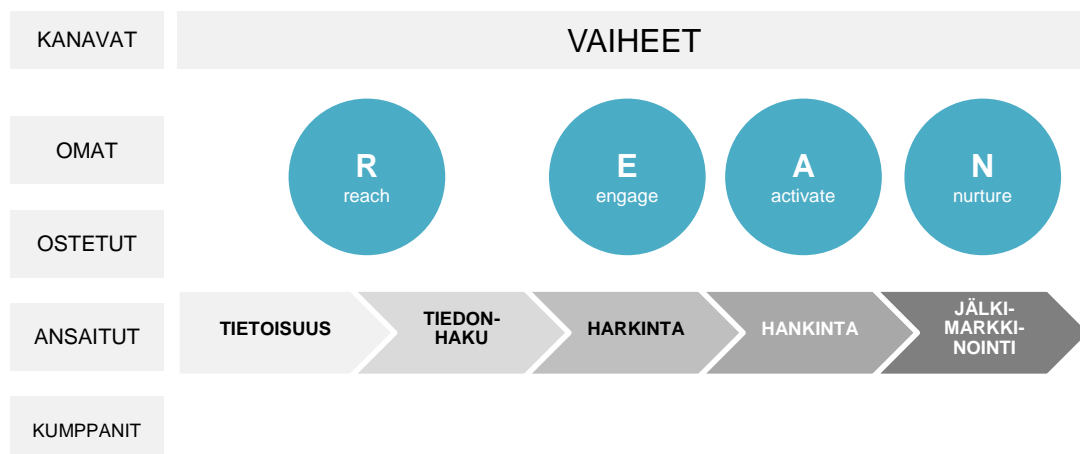 KANAVAT
VAIHEET
OMAT
OSTETUT
ANSAITUT
KUMPPANIT
R
reach
E
engage
A
activate
N
nurture
TIETOISUUS
TIEDON-
HAKU
HARKINTA
HANKINTA
JÄLKI-
MARKKI-
NOINTI